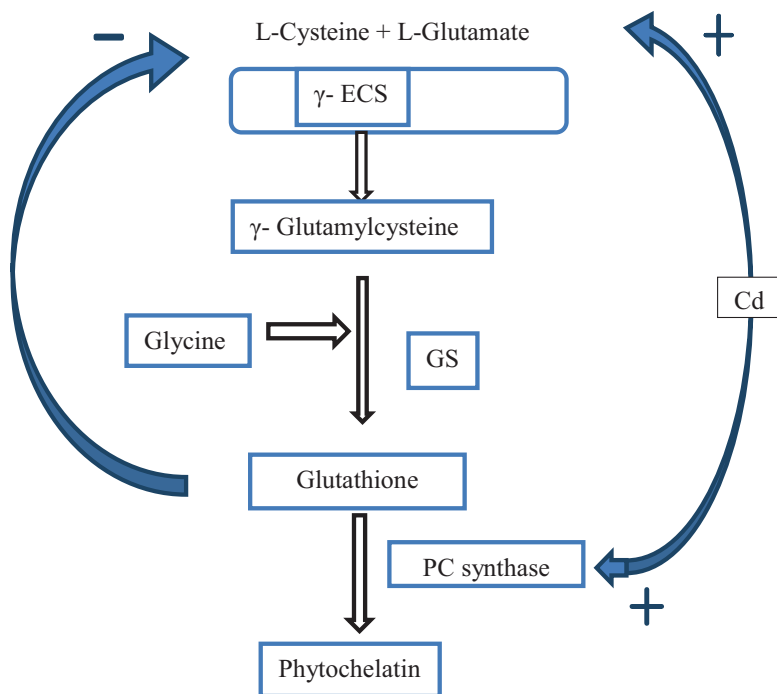 −
L-Cysteine + L-Glutamate
+
γ- ECS
γ- Glutamylcysteine
Cd
Glycine
GS
Glutathione
PC synthase
+
Phytochelatin